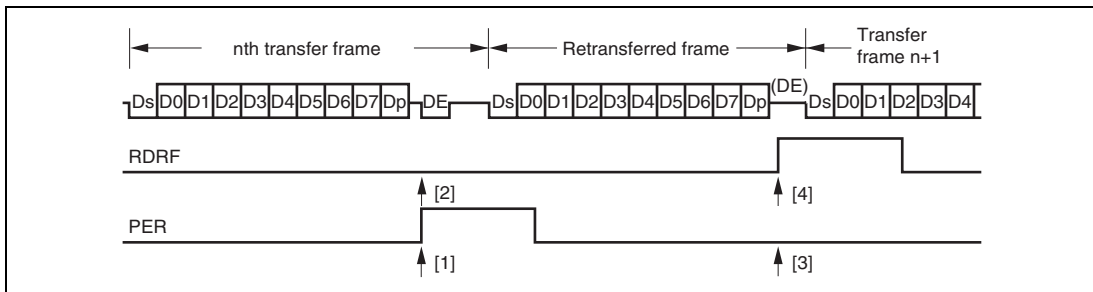 nth transfer frame Retransferred frame Transfer
frame n+1
Ds D0 D1 D2 D3 D4 D5 D6 D7 Dp DE Ds D0 D1 D2 D3 D4 D5 D6 D7 Dp (DE) Ds D0 D1 D2 D3 D4
RDRF
[2] [4]
PER
[1] [3]